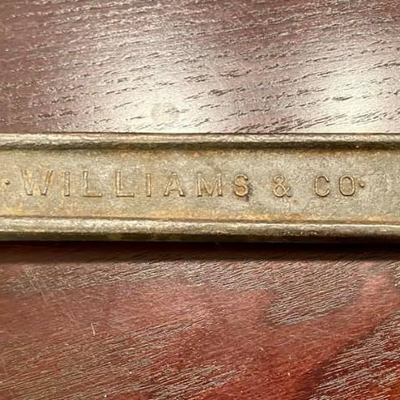 · WILLIAMS & CO ·